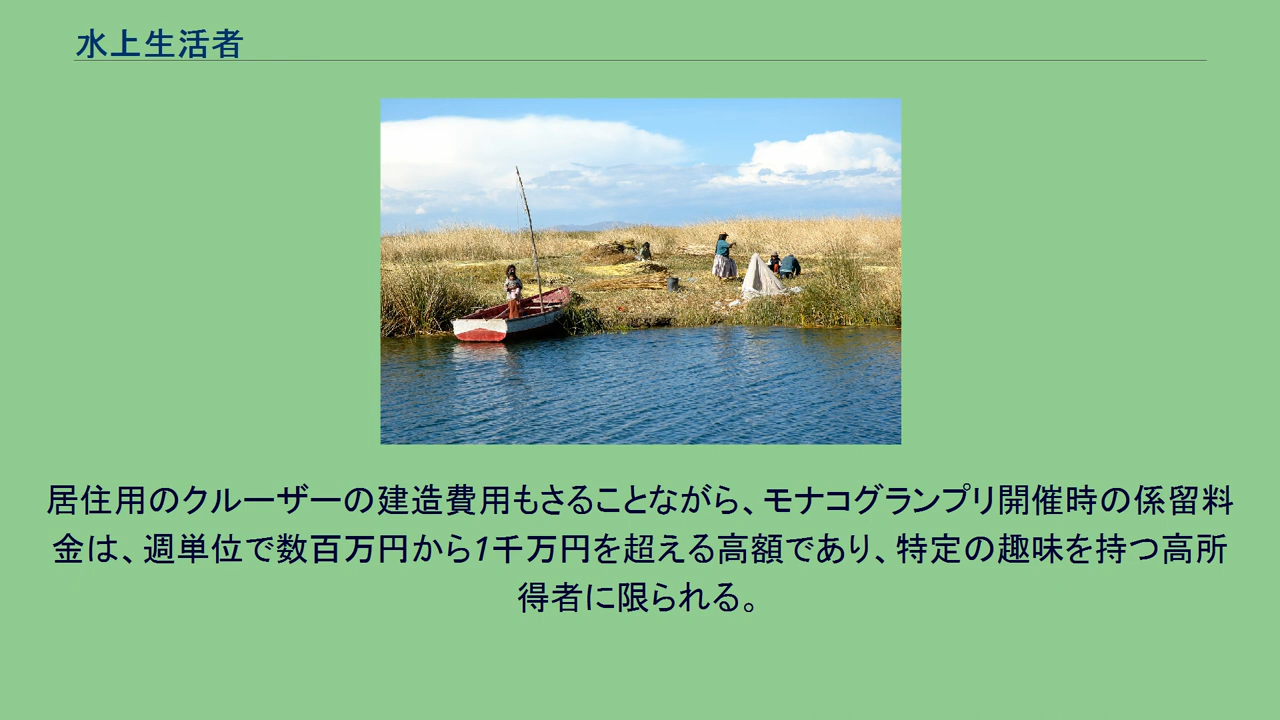 水上生活者
居住用のクルーザーの建造費用もさることながら、モナコグランプリ開催時の係留料
金は、週単位で数百万円から1千万円を超える高額であり、特定の趣味を持つ高所
得者に限られる。